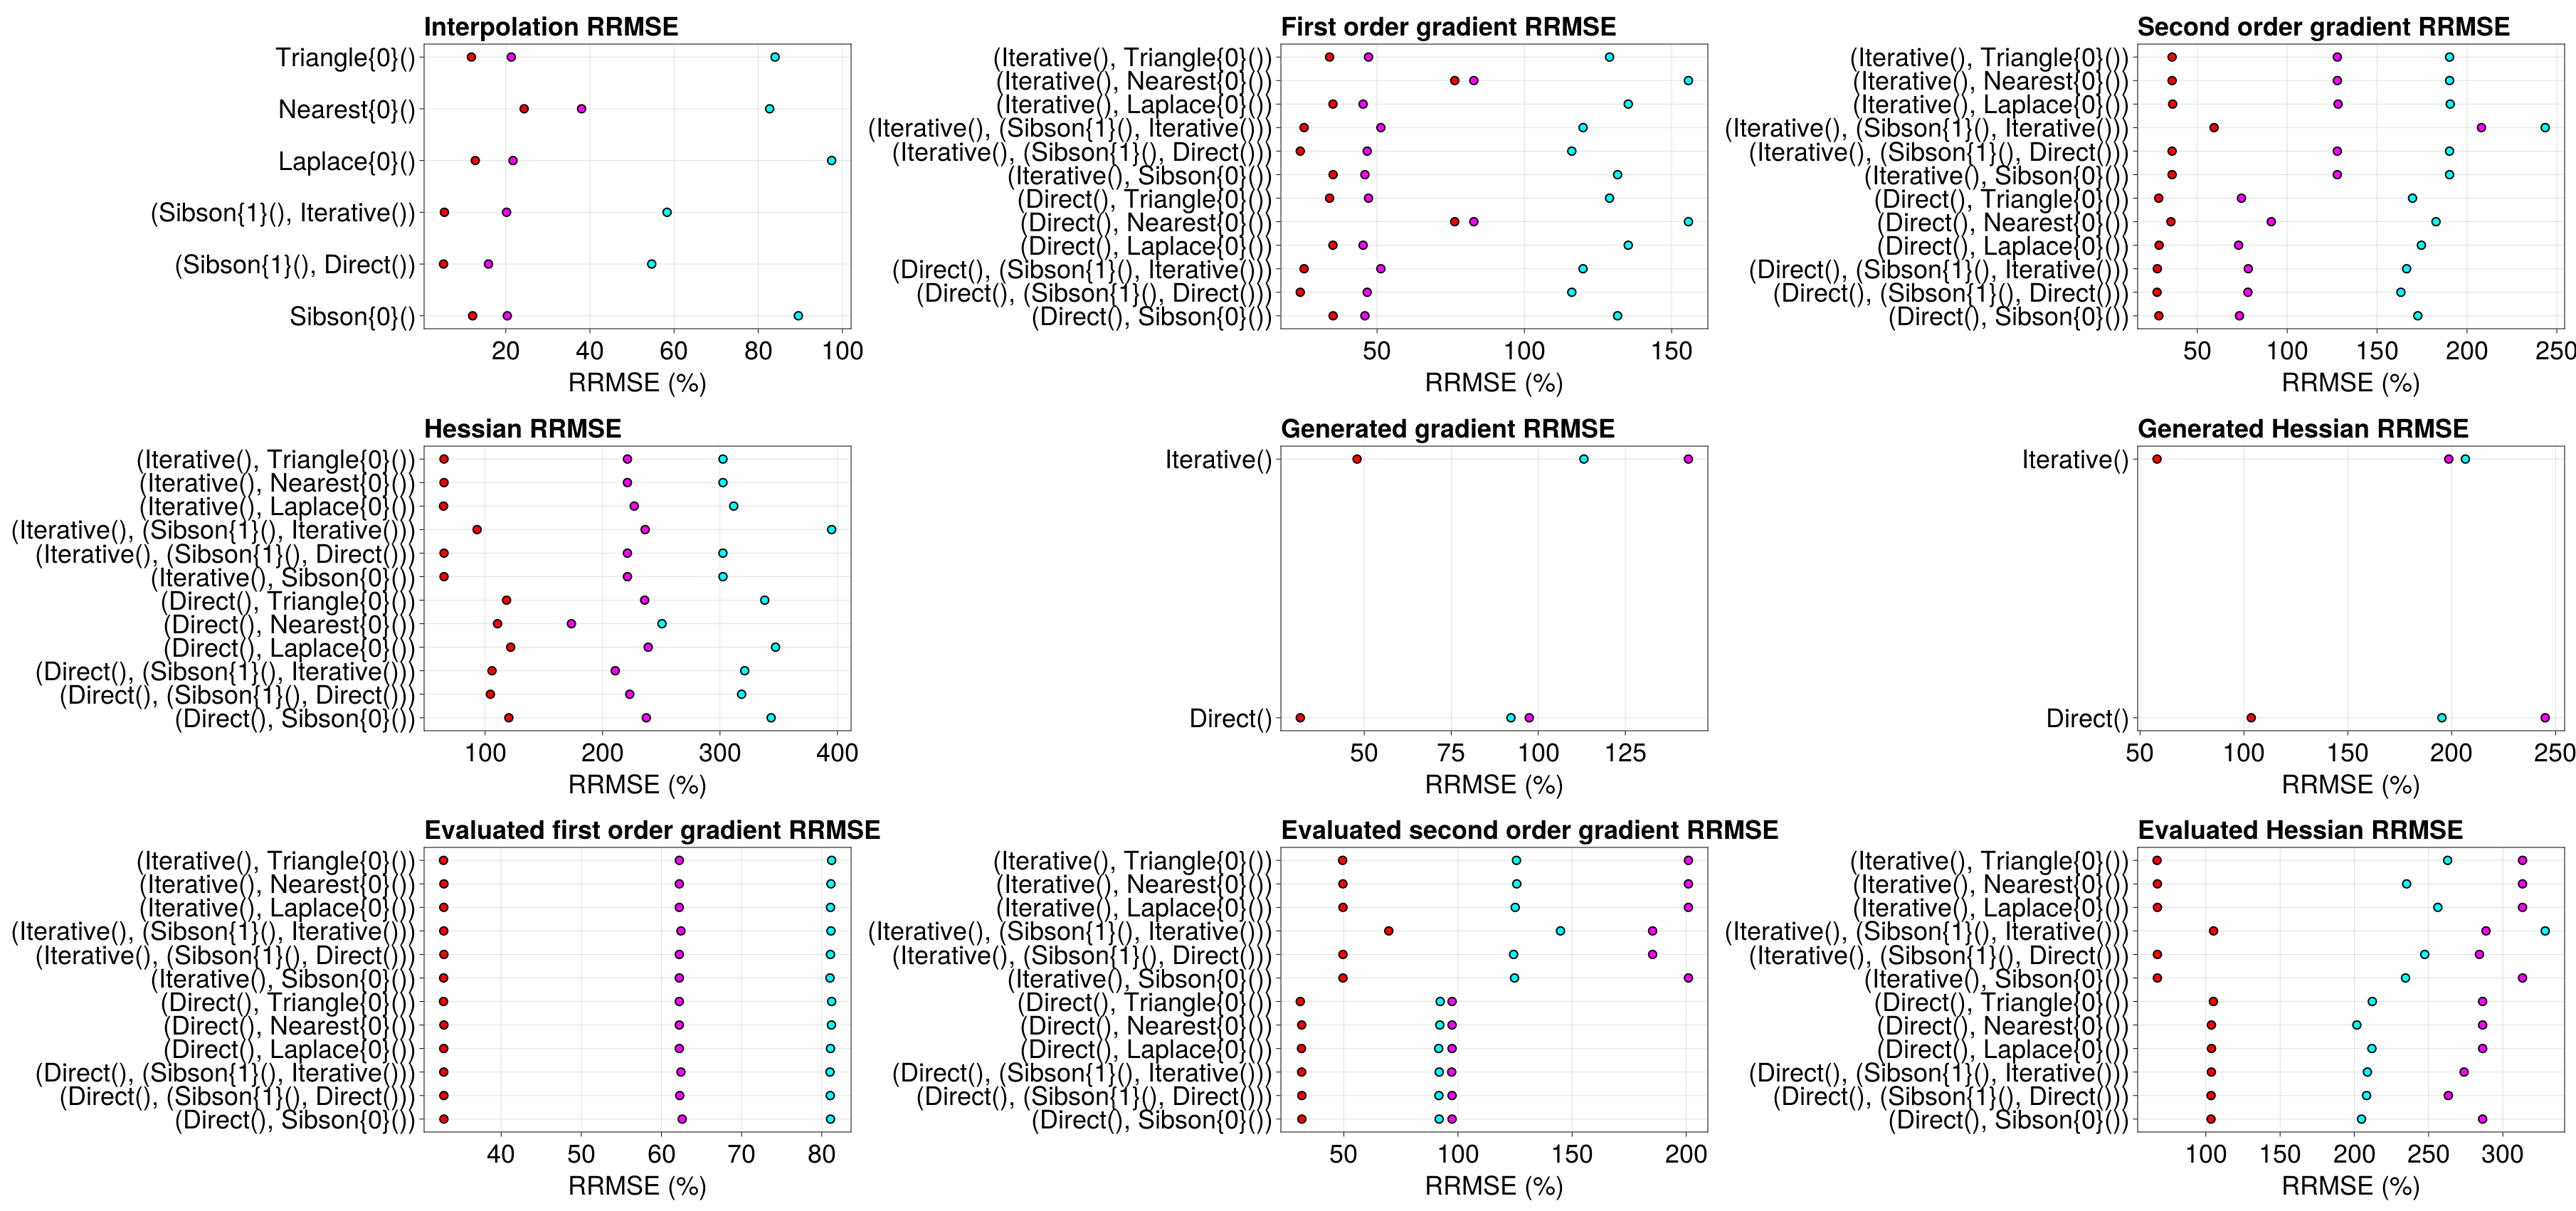 Interpolation RRMSE
Triangle{0}()
Nearest{0}()
Laplace{0}()
(Sibson{1}(), Iterative())
(Sibson{1}(), Direct())
Sibson{0}()
20 40 60 80 100
RRMSE (%)
First order gradient RRMSE
(Iterative(), Triangle{0}())
(Iterative(), Nearest{0}())
(Iterative(), Laplace{0}())
(Iterative(), (Sibson{1}(), Iterative()))
(Iterative(), (Sibson{1}(), Direct()))
(Iterative(), Sibson{0}())
(Direct(), Triangle{0}())
(Direct(), Nearest{0}())
(Direct(), Laplace{0}())
(Direct(), (Sibson{1}(), Iterative()))
(Direct(), (Sibson{1}(), Direct()))
(Direct(), Sibson{0}())
50 100 150
RRMSE (%)
Second order gradient RRMSE
(Iterative(), Triangle{0}())
(Iterative(), Nearest{0}())
(Iterative(), Laplace{0}())
(Iterative(), (Sibson{1}(), Iterative()))
(Iterative(), (Sibson{1}(), Direct()))
(Iterative(), Sibson{0}())
(Direct(), Triangle{0}())
(Direct(), Nearest{0}())
(Direct(), Laplace{0}())
(Direct(), (Sibson{1}(), Iterative()))
(Direct(), (Sibson{1}(), Direct()))
(Direct(), Sibson{0}())
50 100 150 200 250
RRMSE (%)
Hessian RRMSE
(Iterative(), Triangle{0}())
(Iterative(), Nearest{0}())
(Iterative(), Laplace{0}())
(Iterative(), (Sibson{1}(), Iterative()))
(Iterative(), (Sibson{1}(), Direct()))
(Iterative(), Sibson{0}())
(Direct(), Triangle{0}())
(Direct(), Nearest{0}())
(Direct(), Laplace{0}())
(Direct(), (Sibson{1}(), Iterative()))
(Direct(), (Sibson{1}(), Direct()))
(Direct(), Sibson{0}())
100 200 300 400
RRMSE (%)
Generated gradient RRMSE
Iterative()
Direct()
50 75 100 125
RRMSE (%)
Generated Hessian RRMSE
Iterative()
Direct()
50 100 150 200 250
RRMSE (%)
Evaluated first order gradient RRMSE
(Iterative(), Triangle{0}())
(Iterative(), Nearest{0}())
(Iterative(), Laplace{0}())
(Iterative(), (Sibson{1}(), Iterative()))
(Iterative(), (Sibson{1}(), Direct()))
(Iterative(), Sibson{0}())
(Direct(), Triangle{0}())
(Direct(), Nearest{0}())
(Direct(), Laplace{0}())
(Direct(), (Sibson{1}(), Iterative()))
(Direct(), (Sibson{1}(), Direct()))
(Direct(), Sibson{0}())
40 50 60 70 80
RRMSE (%)
Evaluated second order gradient RRMSE
(Iterative(), Triangle{0}())
(Iterative(), Nearest{0}())
(Iterative(), Laplace{0}())
(Iterative(), (Sibson{1}(), Iterative()))
(Iterative(), (Sibson{1}(), Direct()))
(Iterative(), Sibson{0}())
(Direct(), Triangle{0}())
(Direct(), Nearest{0}())
(Direct(), Laplace{0}())
(Direct(), (Sibson{1}(), Iterative()))
(Direct(), (Sibson{1}(), Direct()))
(Direct(), Sibson{0}())
50 100 150 200
RRMSE (%)
Evaluated Hessian RRMSE
(Iterative(), Triangle{0}())
(Iterative(), Nearest{0}())
(Iterative(), Laplace{0}())
(Iterative(), (Sibson{1}(), Iterative()))
(Iterative(), (Sibson{1}(), Direct()))
(Iterative(), Sibson{0}())
(Direct(), Triangle{0}())
(Direct(), Nearest{0}())
(Direct(), Laplace{0}())
(Direct(), (Sibson{1}(), Iterative()))
(Direct(), (Sibson{1}(), Direct()))
(Direct(), Sibson{0}())
100 150 200 250 300
RRMSE (%)